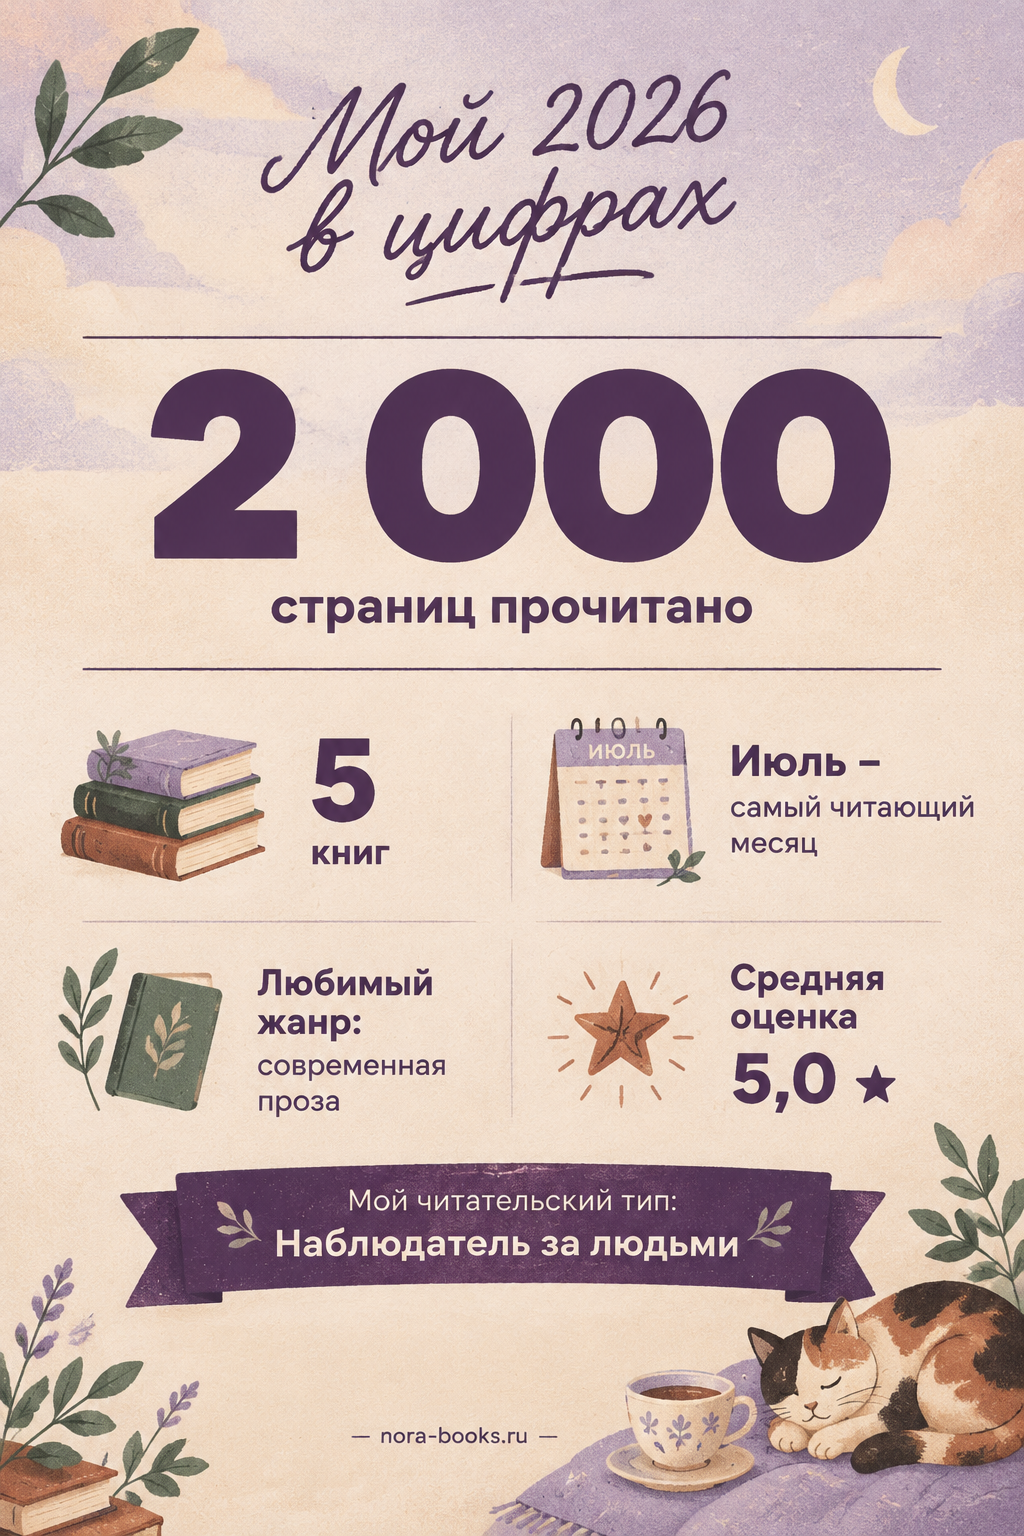 Мой 2026
в цифрах
2 000
страниц прочитано
5
книг
ИЮЛЬ
Июль –
самый читающий
месяц
Любимый
жанр:
современная
проза
Средняя
оценка
5,0 ★
Мой читательский тип:
Наблюдатель за людьми
— nora-books.ru —